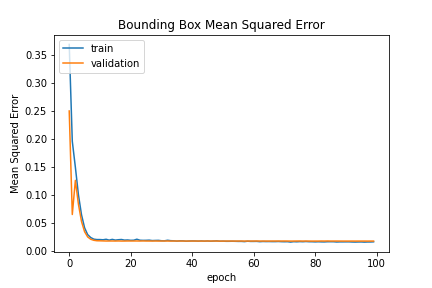 Bounding Box Mean Squared Error
train
validation
Mean Squared Error
0.35
0.30
0.25
0.20
0.15
0.10
0.05
0.00
0 20 40 60 80 100
epoch